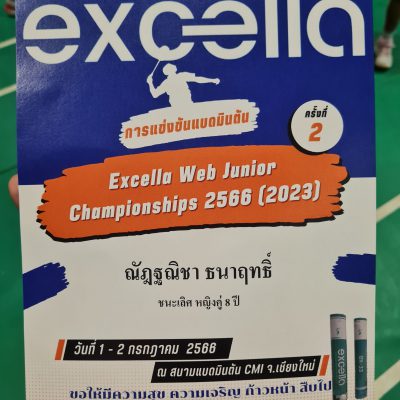 excella
การแข่งขันแบดมินตัน
ครั้งที่
2
Excella Web Junior
Championships 2566 (2023)
ณัฎฐณิชา ธนาฤทธิ์
ชนะเลิศ หญิงคู่ 8 ปี
วันที่ 1 - 2 กรกฎาคม 2566
ณ สนามแบดมินตัน CMI จ.เชียงใหม่
ขอให้มีความสุข ความเจริญ ก้าวหน้า สืบไป
excella